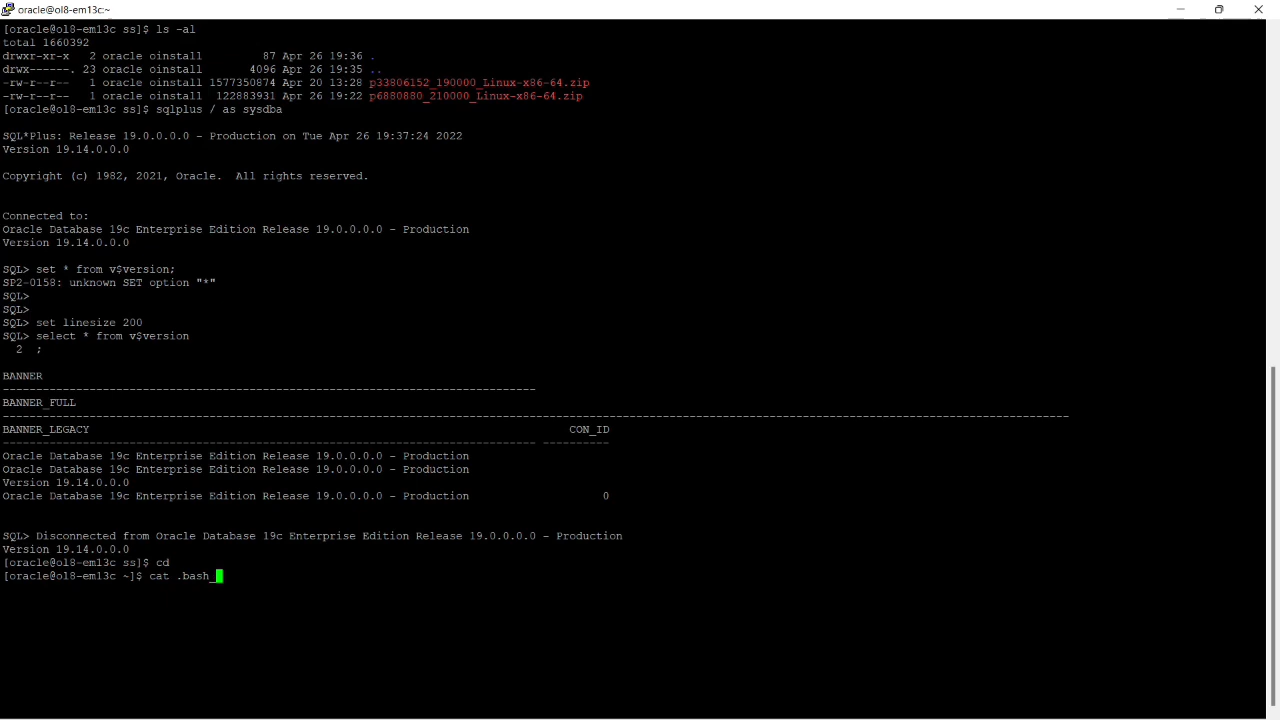 oracle@ol8-em13c:~
[oracle@ol8-em13c ss]$ ls -al
total 1660392
drwxr-xr-x  2 oracle oinstall         87 Apr 26 19:36 .
drwx------. 23 oracle oinstall       4096 Apr 26 19:35 ..
-rw-r--r--  1 oracle oinstall 1577350874 Apr 20 13:28 p33806152_190000_Linux-x86-64.zip
-rw-r--r--  1 oracle oinstall  122883931 Apr 26 19:22 p6880880_210000_Linux-x86-64.zip
[oracle@ol8-em13c ss]$ sqlplus / as sysdba
SQL*Plus: Release 19.0.0.0.0 - Production on Tue Apr 26 19:37:24 2022
Version 19.14.0.0.0
Copyright (c) 1982, 2021, Oracle.  All rights reserved.
Connected to:
Oracle Database 19c Enterprise Edition Release 19.0.0.0.0 - Production
Version 19.14.0.0.0
SQL> set * from v$version;
SP2-0158: unknown SET option "*"
SQL>
SQL>
SQL> set linesize 200
SQL> select * from v$version
  2  ;
BANNER
--------------------------------------------------------------------------------
BANNER_FULL
----------------------------------------------------------------------------------------------------------------------------------------------------------------
BANNER_LEGACY                                                                        CON_ID
-------------------------------------------------------------------------------- ----------
Oracle Database 19c Enterprise Edition Release 19.0.0.0.0 - Production
Oracle Database 19c Enterprise Edition Release 19.0.0.0.0 - Production
Version 19.14.0.0.0
Oracle Database 19c Enterprise Edition Release 19.0.0.0.0 - Production                    0
SQL> Disconnected from Oracle Database 19c Enterprise Edition Release 19.0.0.0.0 - Production
Version 19.14.0.0.0
[oracle@ol8-em13c ss]$ cd
[oracle@ol8-em13c ~]$ cat .bash_